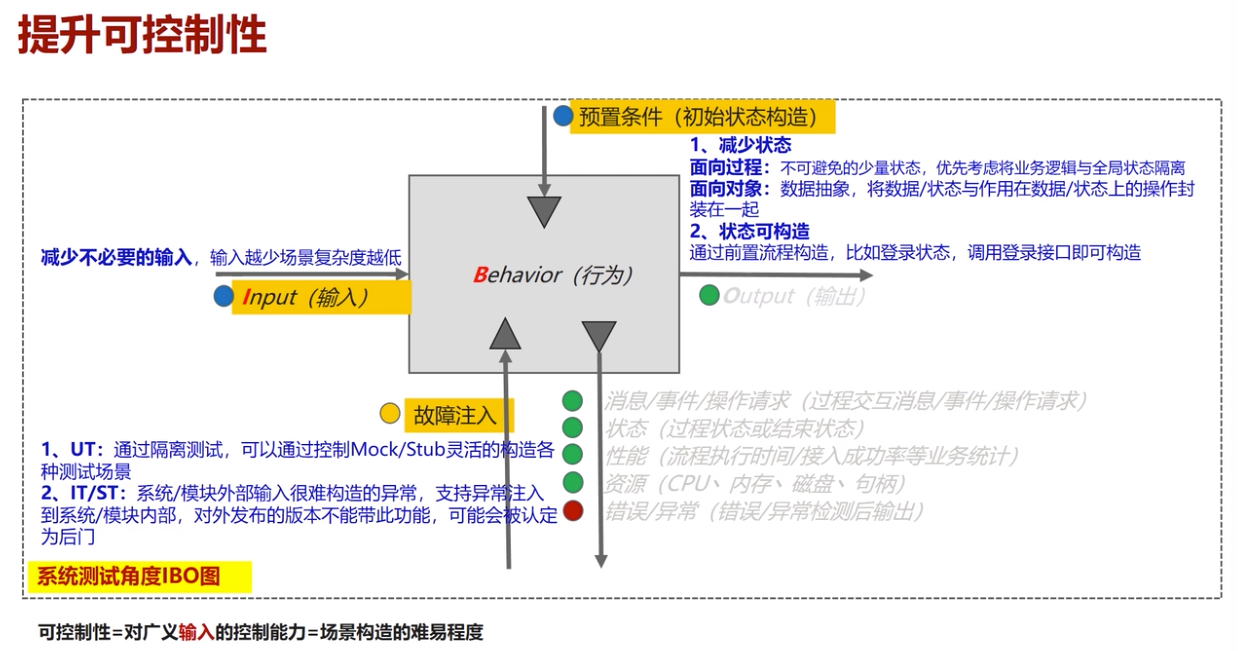 提升可控制性
预置条件（初始状态构造）
1、减少状态
面向过程：不可避免的少量状态，优先考虑将业务逻辑与全局状态隔离
面向对象：数据抽象，将数据/状态与作用在数据/状态上的操作封
装在一起
2、状态可构造
通过前置流程构造，比如登录状态，调用登录接口即可构造
减少不必要的输入，输入越少场景复杂度越低
Input（输入）
Behavior（行为）
Output（输出）
故障注入
1、UT：通过隔离测试，可以通过控制Mock/Stub灵活的构造各
种测试场景
2、IT/ST：系统/模块外部输入很难构造的异常，支持异常注入
到系统/模块内部，对外发布的版本不能带此功能，可能会被认定
为后门
消息/事件/操作请求（过程交互消息/事件/操作请求）
状态（过程状态或结束状态）
性能（流程执行时间/接入成功率等业务统计）
资源（CPU、内存、磁盘、句柄）
错误/异常（错误/异常检测后输出）
系统测试角度IBO图
可控制性=对广义输入的控制能力=场景构造的难易程度